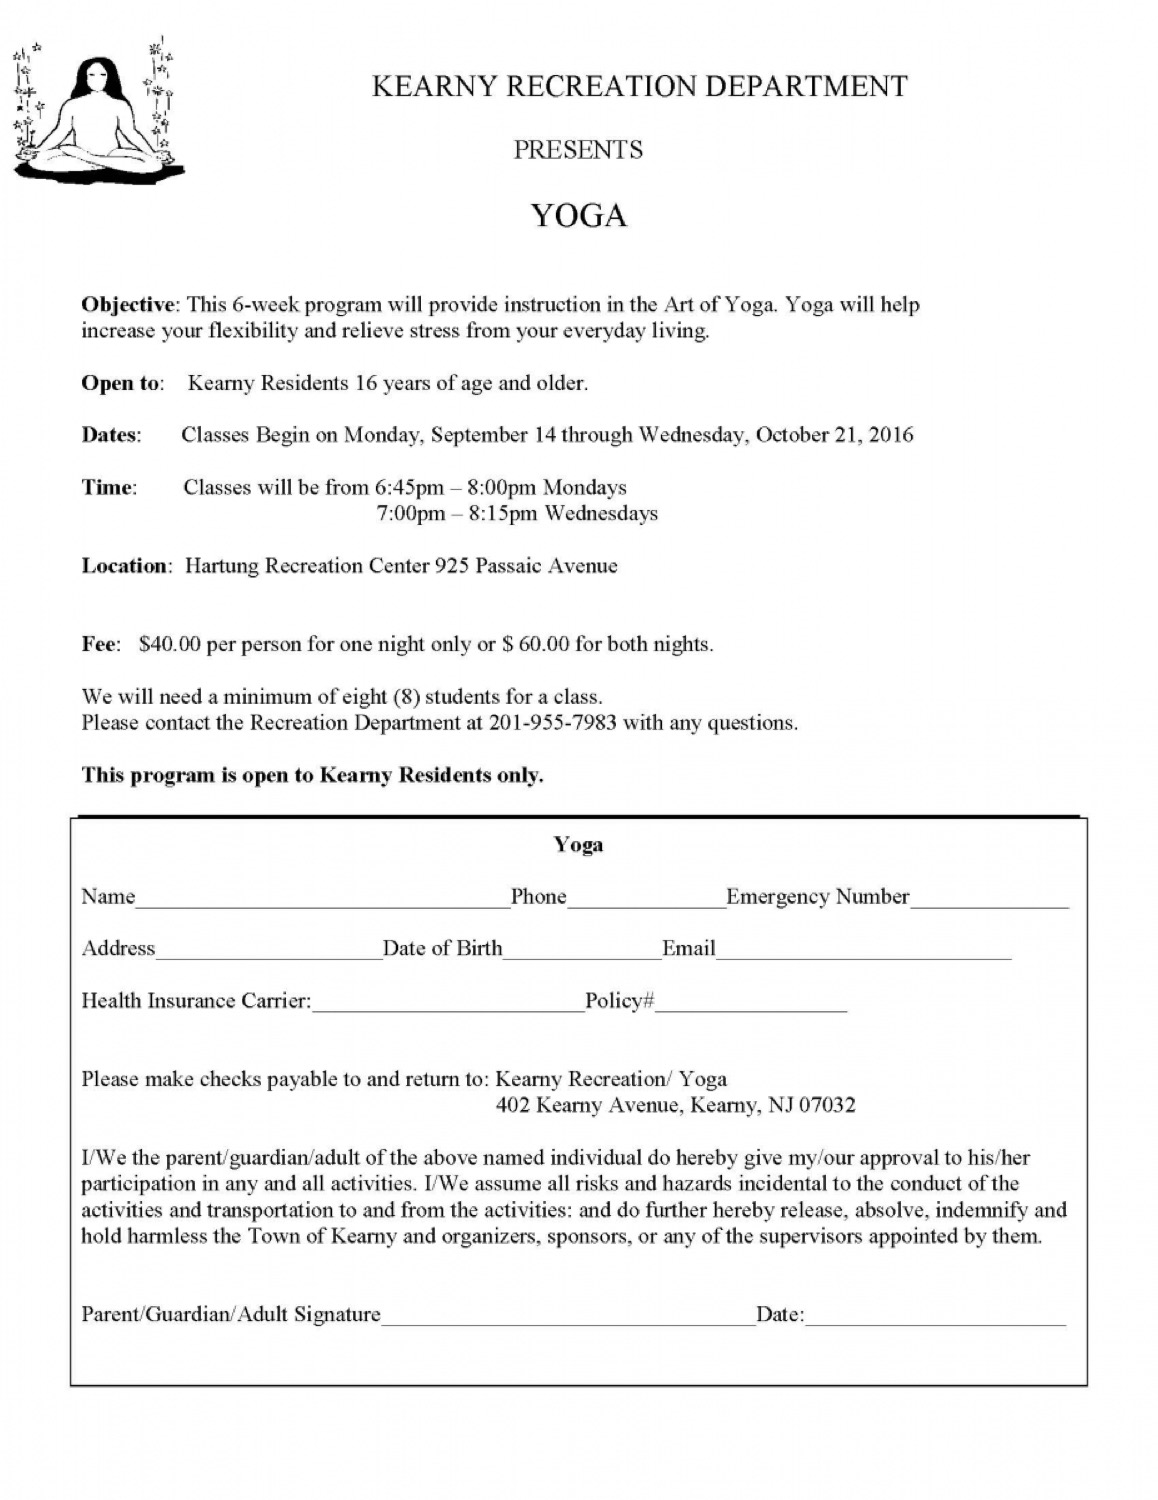 KEARNY RECREATION DEPARTMENT
PRESENTS
YOGA
Objective: This 6-week program will provide instruction in the Art of Yoga. Yoga will help
increase your flexibility and relieve stress from your everyday living.
Open to: Kearny Residents 16 years of age and older.
Dates: Classes Begin on Monday, September 14 through Wednesday, October 21, 2016
Time: Classes will be from 6:45pm – 8:00pm Mondays
7:00pm – 8:15pm Wednesdays
Location: Hartung Recreation Center 925 Passaic Avenue
Fee: $40.00 per person for one night only or $ 60.00 for both nights.
We will need a minimum of eight (8) students for a class.
Please contact the Recreation Department at 201-955-7983 with any questions.
This program is open to Kearny Residents only.
Yoga
Name__________Phone__________Emergency Number__________
Address__________Date of Birth__________Email__________
Health Insurance Carrier:__________Policy#__________
Please make checks payable to and return to: Kearny Recreation/ Yoga
402 Kearny Avenue, Kearny, NJ 07032
I/We the parent/guardian/adult of the above named individual do hereby give my/our approval to his/her
participation in any and all activities. I/We assume all risks and hazards incidental to the conduct of the
activities and transportation to and from the activities: and do further hereby release, absolve, indemnify and
hold harmless the Town of Kearny and organizers, sponsors, or any of the supervisors appointed by them.
Parent/Guardian/Adult Signature__________Date:__________